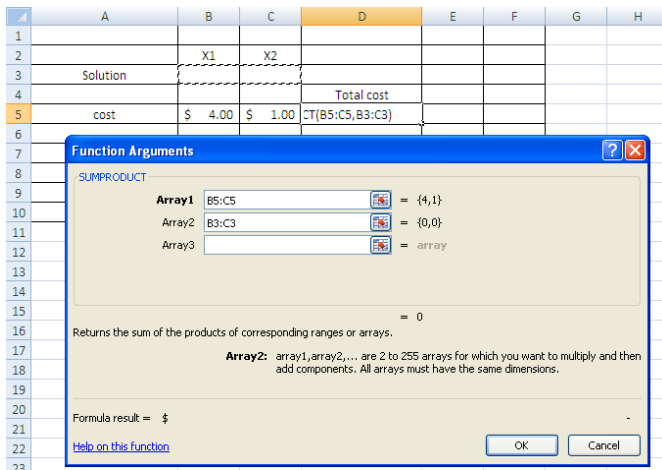 A B C D E F G H
1
2 X1 X2
3 Solution
4 Total cost
5 cost $ 4.00 $ 1.00 CT(B5:C5,B3:C3)
6
7 Function Arguments
8 SUMPRODUCT
9 Array1 B5:C5 = {4,1}
10 Array2 B3:C3 = {0,0}
11 Array3 = array
12
13
14
15 = 0
16 Returns the sum of the products of corresponding ranges or arrays.
17 Array2: array1,array2,... are 2 to 255 arrays for which you want to multiply and then
18 add components. All arrays must have the same dimensions.
19
20 Formula result = $ -
21
22 Help on this function OK Cancel
23